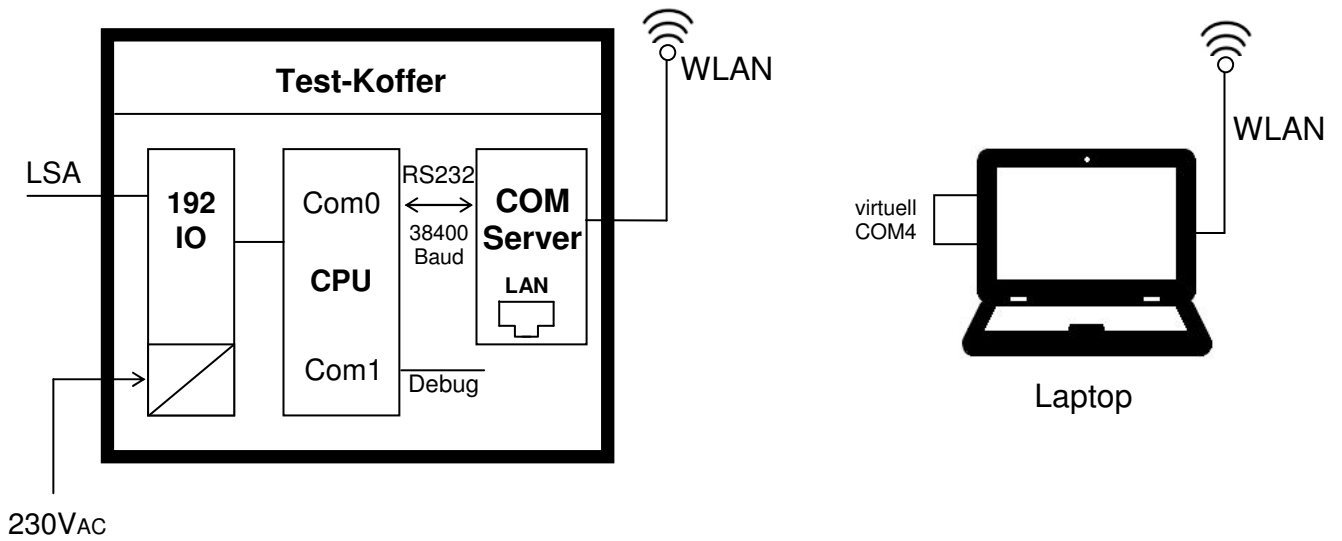 Test-Koffer
WLAN
LSA
192
IO
Com0
CPU
Com1
RS232
38400
Baud
Debug
COM
Server
LAN
230VAC
WLAN
virtuell
COM4
Laptop